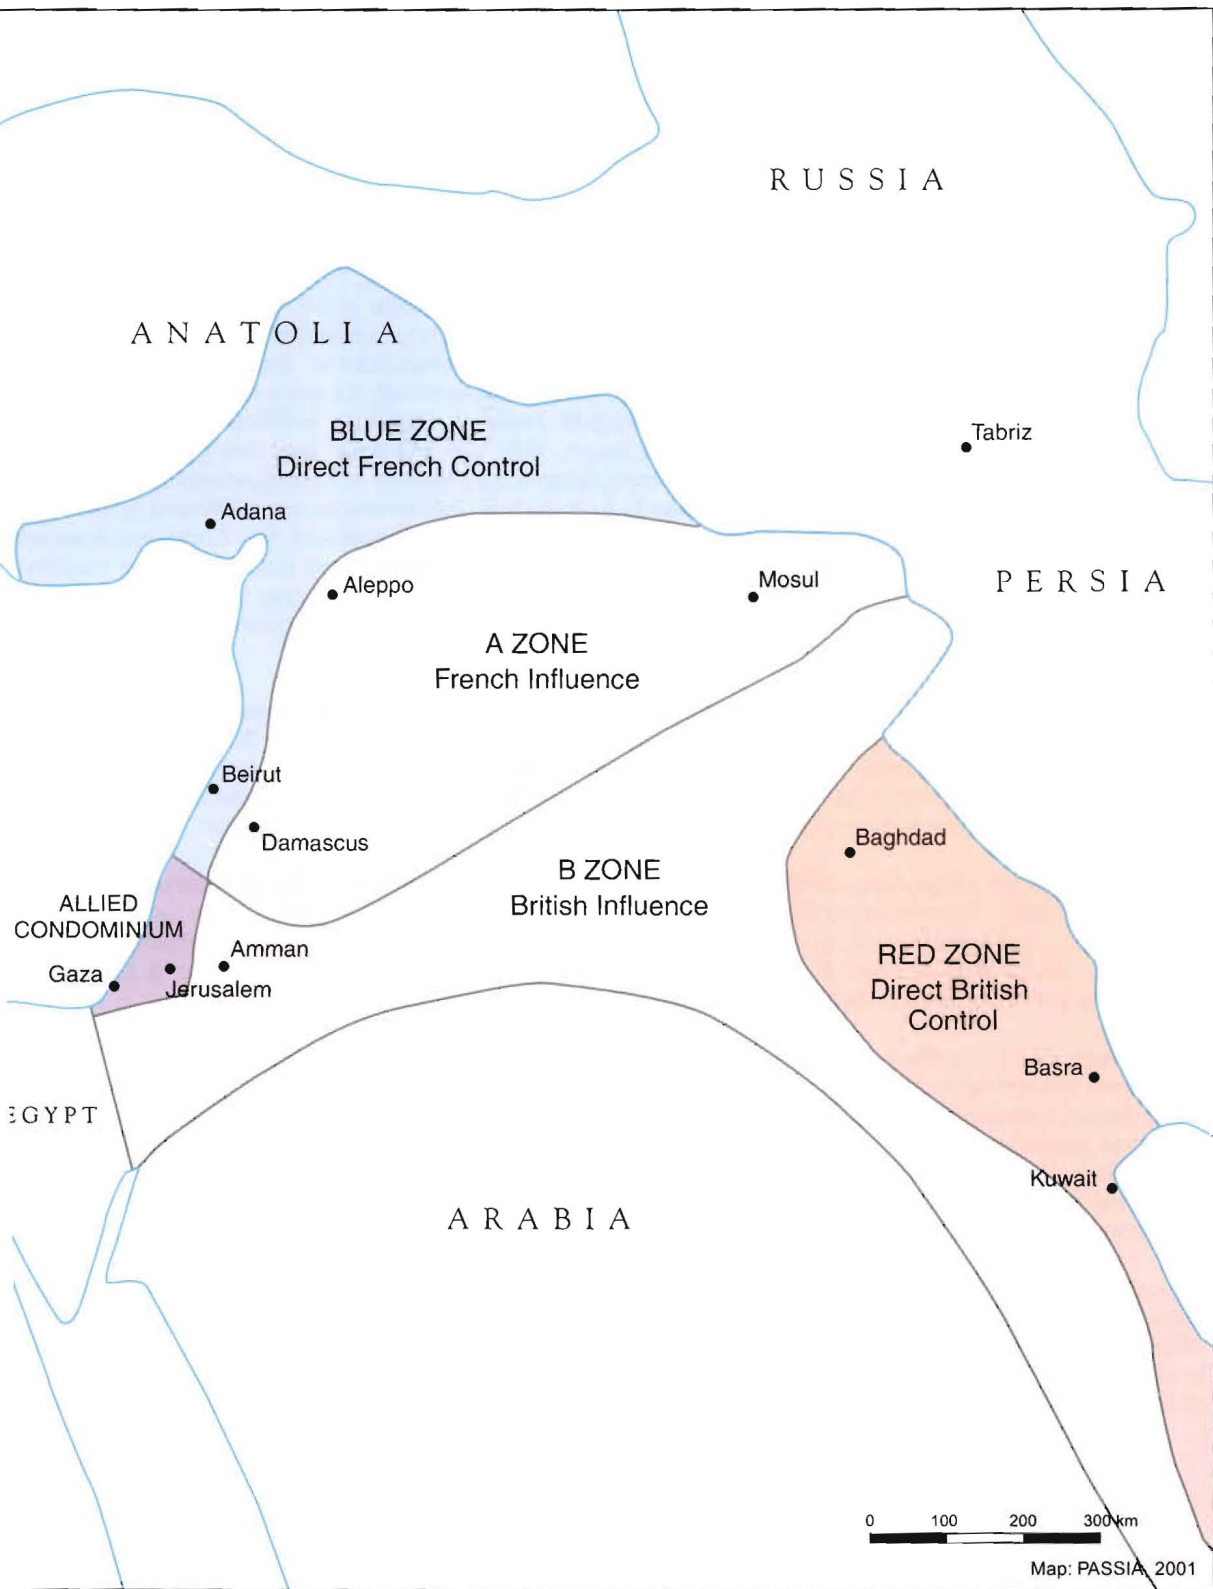 RUSSIA
ANATOLIA
BLUE ZONE
Direct French Control
Tabriz
Adana
Aleppo
Mosul
PERSIA
A ZONE
French Influence
Beirut
Damascus
Baghdad
B ZONE
British Influence
ALLIED
CONDOMINIUM
Amman
RED ZONE
Direct British
Control
Gaza
Jerusalem
Basra
EGYPT
Kuwait
ARABIA
0 100 200 300 km
Map: PASSIA, 2001